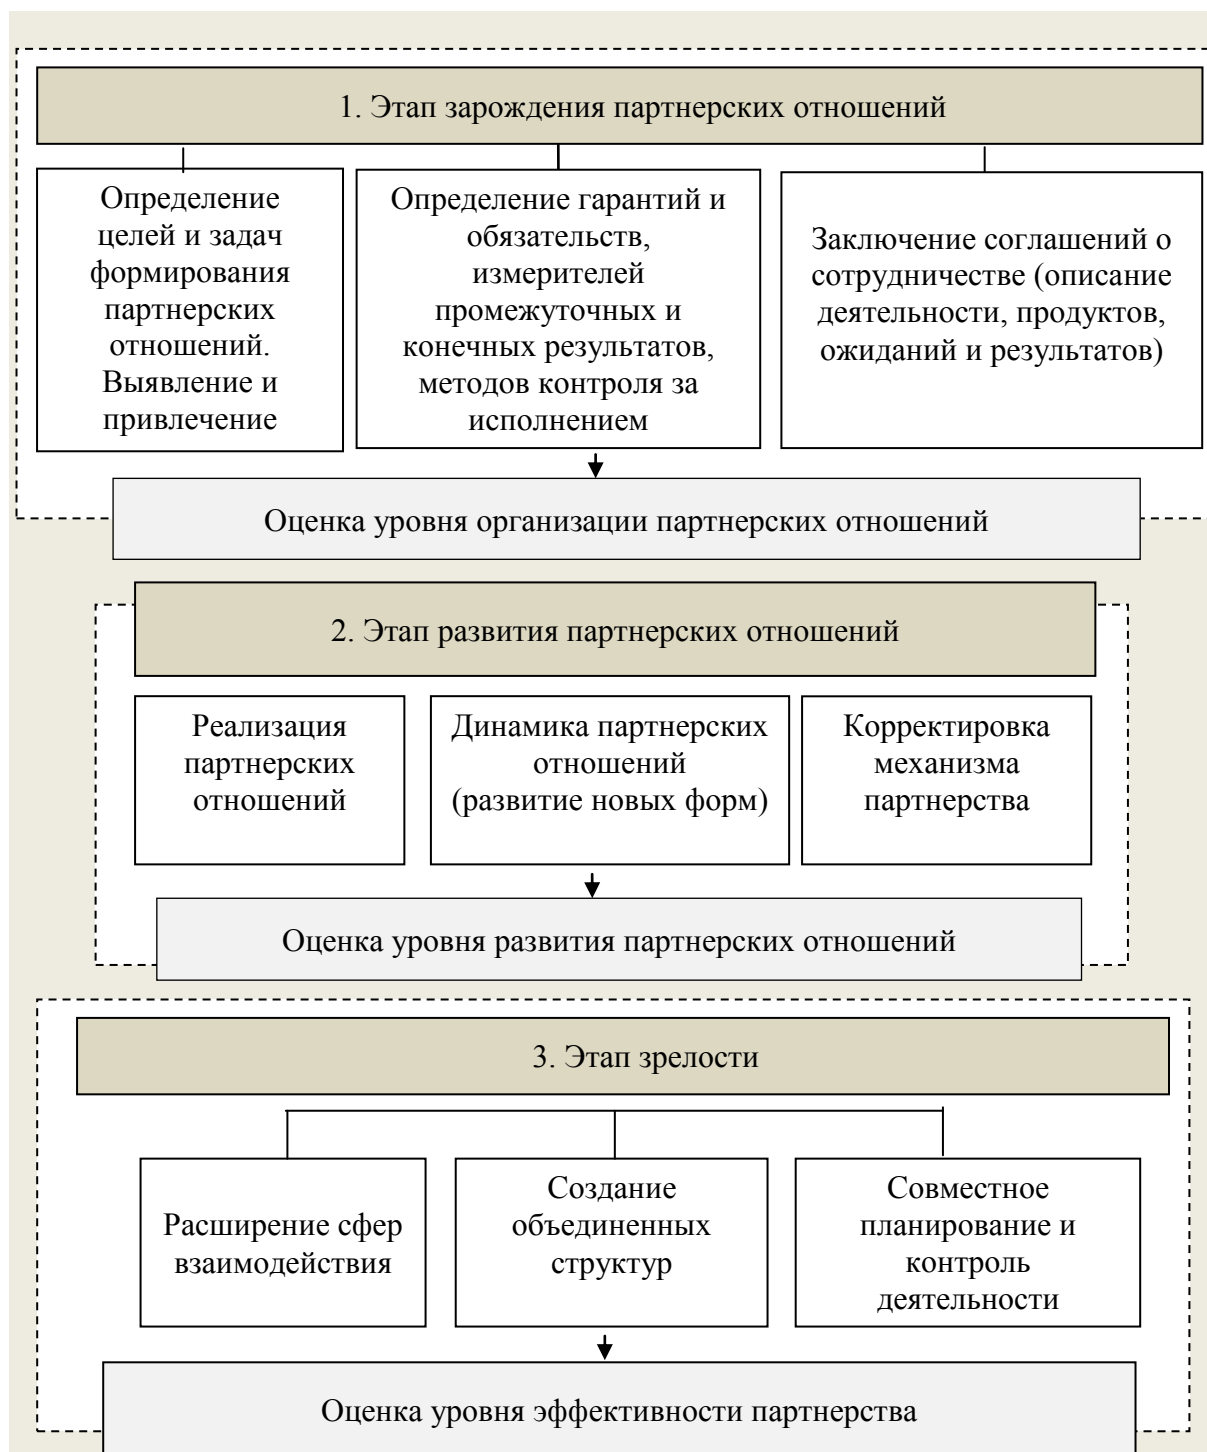 1. Этап зарождения партнерских отношений
Определение
целей и задач
формирования
партнерских
отношений.
Выявление и
привлечение
Определение гарантий и
обязательств,
измерителей
промежуточных и
конечных результатов,
методов контроля за
исполнением
Заключение соглашений о
сотрудничестве (описание
деятельности, продуктов,
ожиданий и результатов)
Оценка уровня организации партнерских отношений
2. Этап развития партнерских отношений
Реализация
партнерских
отношений
Динамика партнерских
отношений
(развитие новых форм)
Корректировка
механизма
партнерства
Оценка уровня развития партнерских отношений
3. Этап зрелости
Расширение сфер
взаимодействия
Создание
объединенных
структур
Совместное
планирование и
контроль
деятельности
Оценка уровня эффективности партнерства